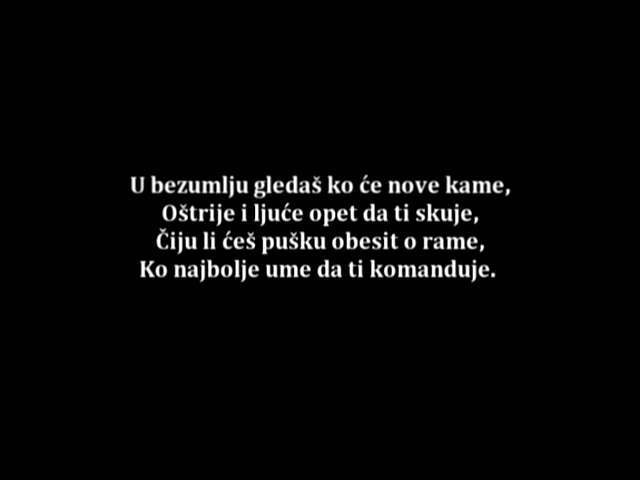 U bezumlju gledaš ko će nove kame,
Oštrije i ljuće opet da ti skuje,
Čiju li ćeš pušku obesit o rame,
Ko najbolje ume da ti komanduje.